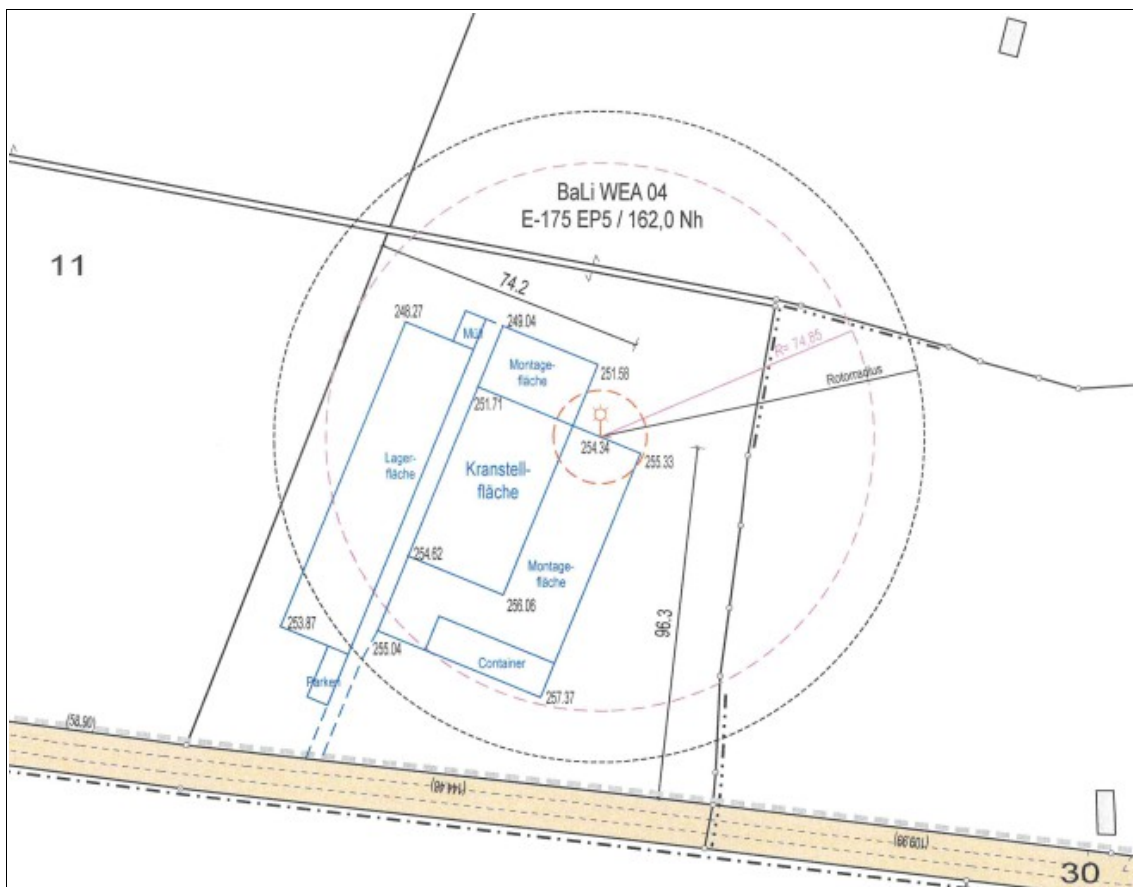 BaLi WEA 04
E-175 EP5 / 162,0 Nh
11
74.2
248.27
249.04
Müll
R= 74.85
Montage-
fläche
251.58
Rotorradius
251.71
254.34
255.33
Lager-
fläche
Kranstell-
fläche
254.62
Montage-
fläche
256.06
96.3
253.87
255.04
Container
Parken
257.37
(58.90)
(144.46)
(109.99)
30